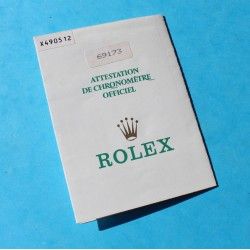 X490512
69173
ATTESTATION
DE CHRONOMÈTRE
OFFICIEL
ROLEX